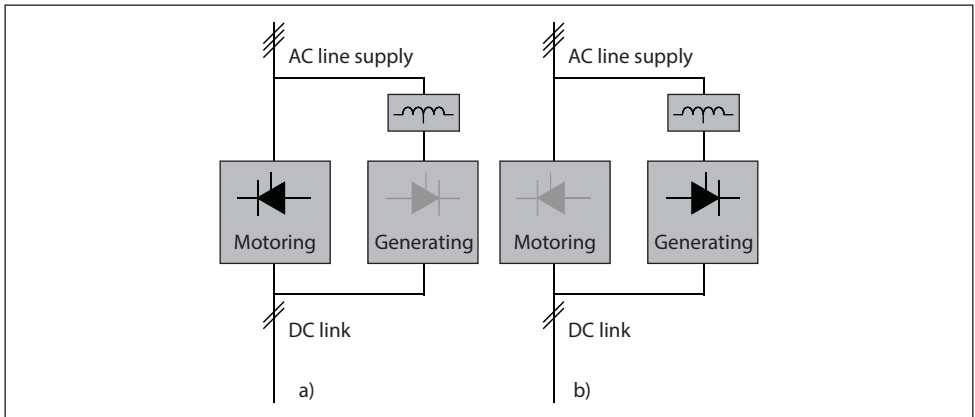 AC line supply
Motoring
Generating
DC link
a)
AC line supply
Motoring
Generating
DC link
b)